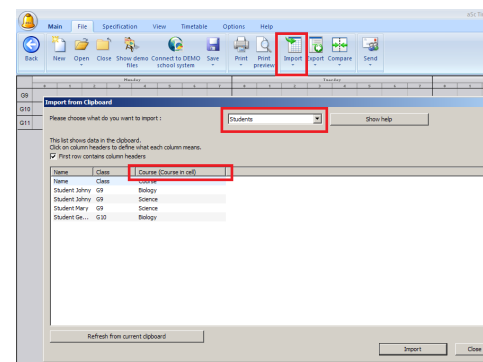 aSc Ti
Main File Specification View Timetable Options Help
Back New Open Close Show demo files Connect to DEMO school system Save Print Print preview Import Export Compare Send
Monday Tuesday
G9
G10
G11
Import from Clipboard
Please choose what do you want to import :
Students
Show help
This list shows data in the clipboard.
Click on column headers to define what each column means.
First row contains column headers
Name Class Course (Course in cell)
Name Class Course
Student Johny G9 Biology
Student Johny G9 Science
Student Mary G9 Science
Student Ge... G10 Biology
Refresh from current clipboard
Import Close